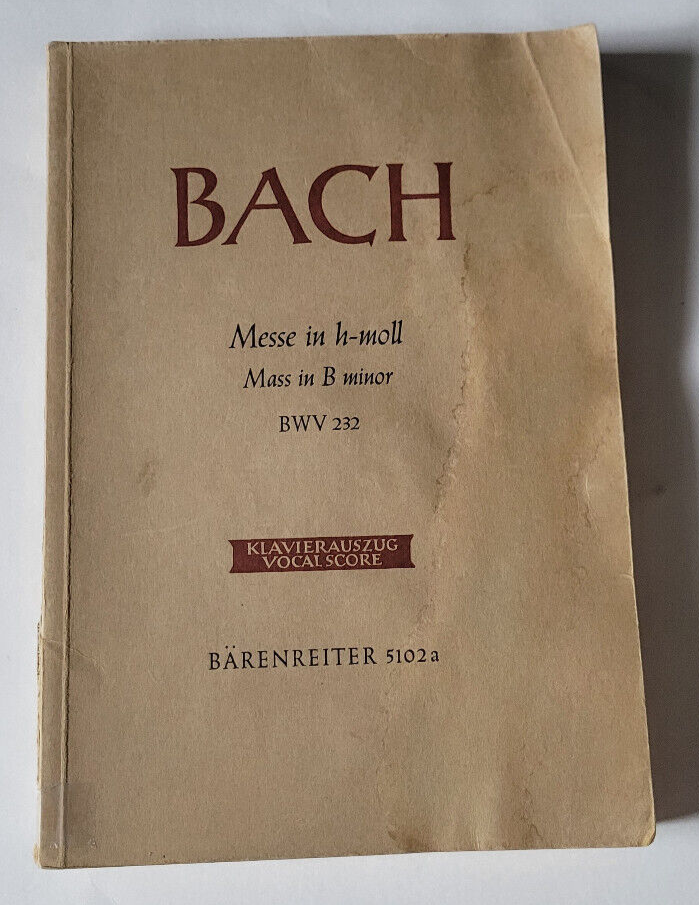 BACH
Messe in h-moll
Mass in B minor
BWV 232
KLAVIERAUSZUG
VOCAL SCORE
BÄRENREITER 5102a